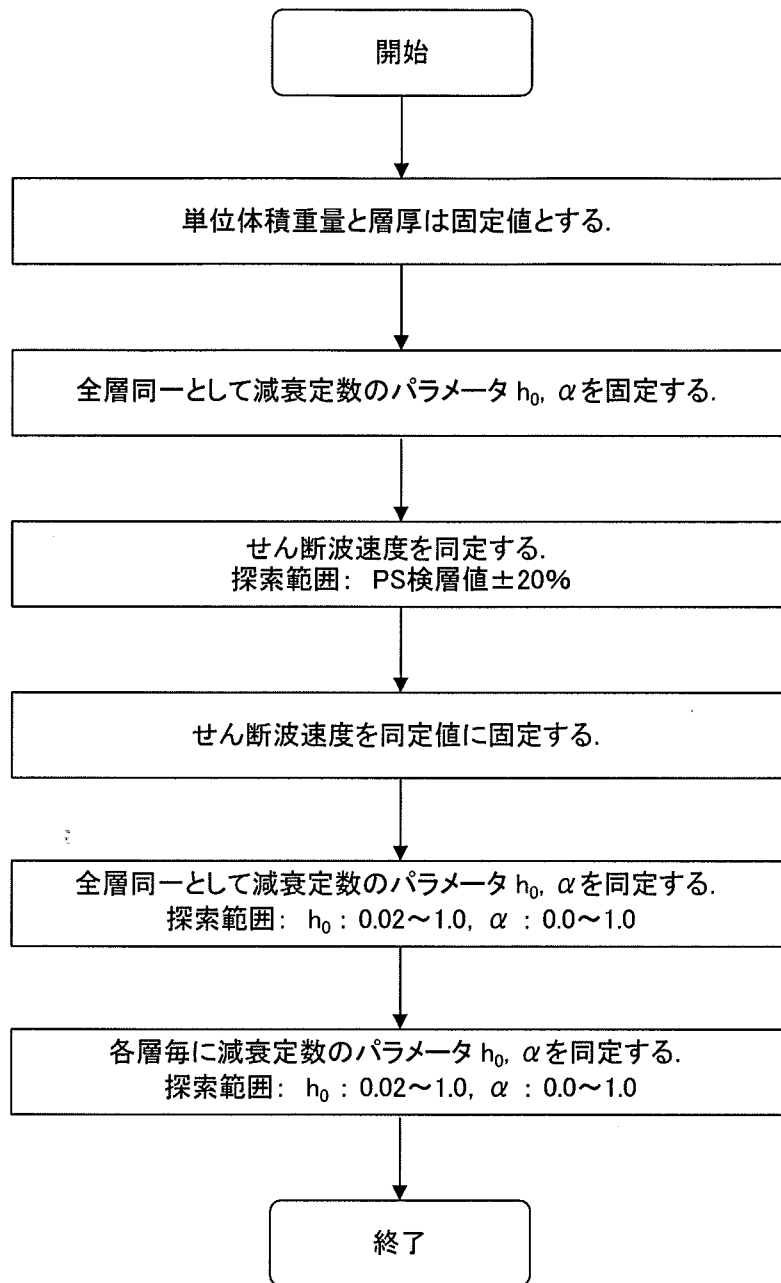 開始
単位体積重量と層厚は固定値とする.
全層同一として減衰定数のパラメータh₀, αを固定する.
せん断波速度を同定する.
探索範囲: PS検層値±20%
せん断波速度を同定値に固定する.
全層同一として減衰定数のパラメータh₀, αを同定する.
探索範囲: h₀:0.02～1.0, α:0.0～1.0
各層毎に減衰定数のパラメータh₀, αを同定する.
探索範囲: h₀:0.02～1.0, α:0.0～1.0
終了